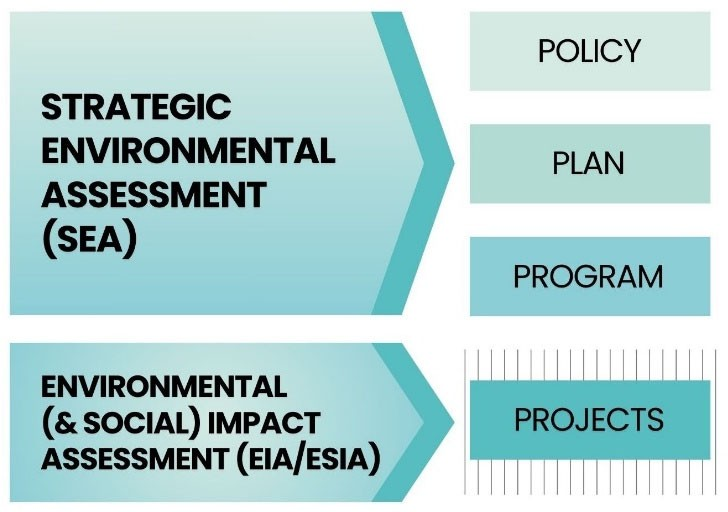 STRATEGIC
ENVIRONMENTAL
ASSESSMENT
(SEA)
POLICY
PLAN
PROGRAM
ENVIRONMENTAL
(& SOCIAL) IMPACT
ASSESSMENT (EIA/ESIA)
PROJECTS